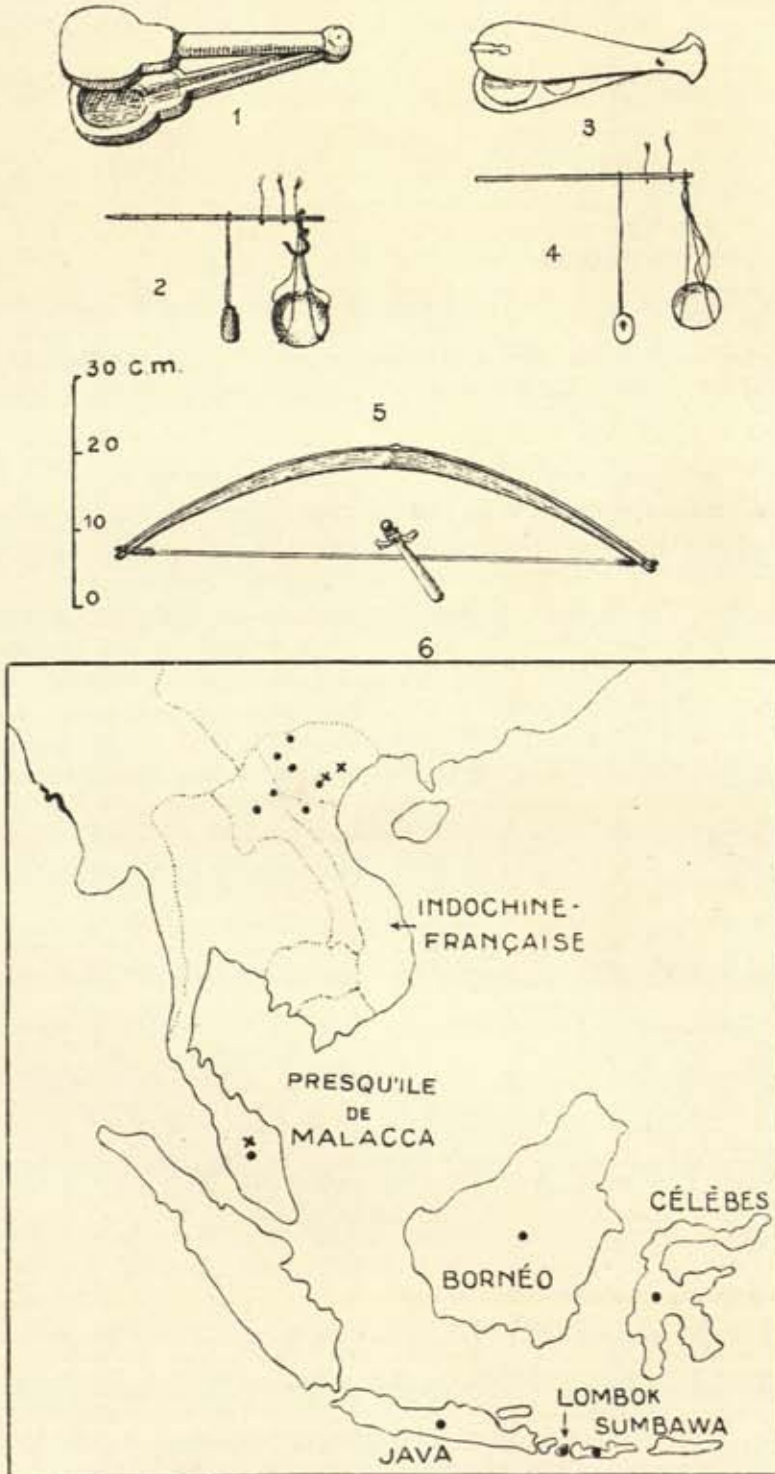 1
3
2
4
30 c.m.
20
10
0
5
6
INDOCHINE-
FRANÇAISE
PRESQU'ILE
DE
MALACCA
BORNÉO
CÉLÈBES
LOMBOK
SUMBAWA
JAVA